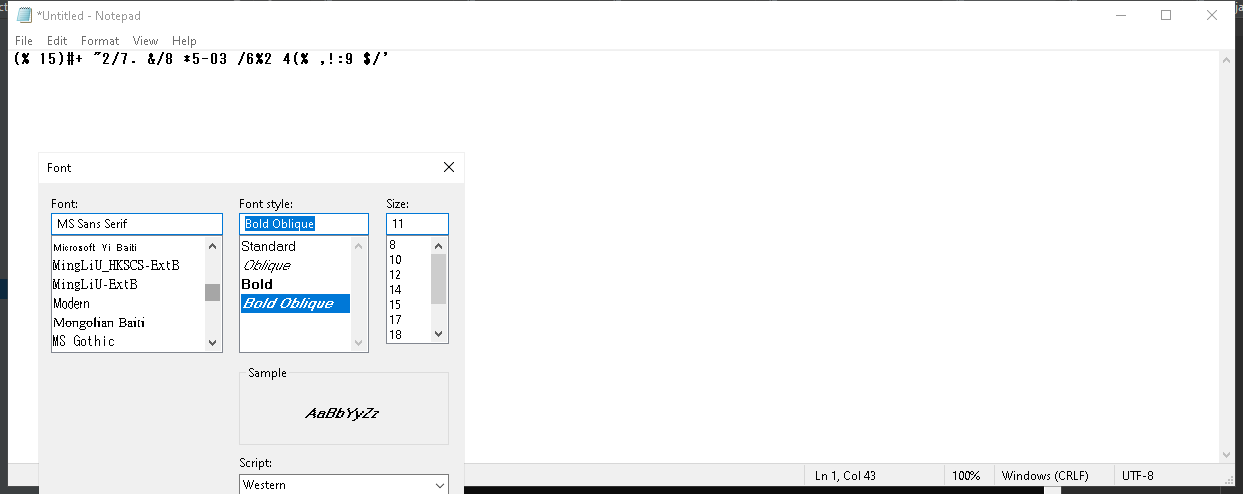 *Untitled - Notepad
File Edit Format View Help
(% 15)#+ "2/7. &/8 *5-03 /6%2 4(% ,!:9 $/'
Font
Font: Font style: Size:
MS Sans Serif Bold Oblique 11
Microsoft Yi Baiti Standard 8
MingLiU_HKSCS-ExtB Oblique 10
MingLiU-ExtB Bold 12
Modern Bold Oblique 14
Mongolian Baiti 15
MS Gothic 17
18
Sample
AaBbYyZz
Script:
Western
Ln 1, Col 43 100% Windows (CRLF) UTF-8